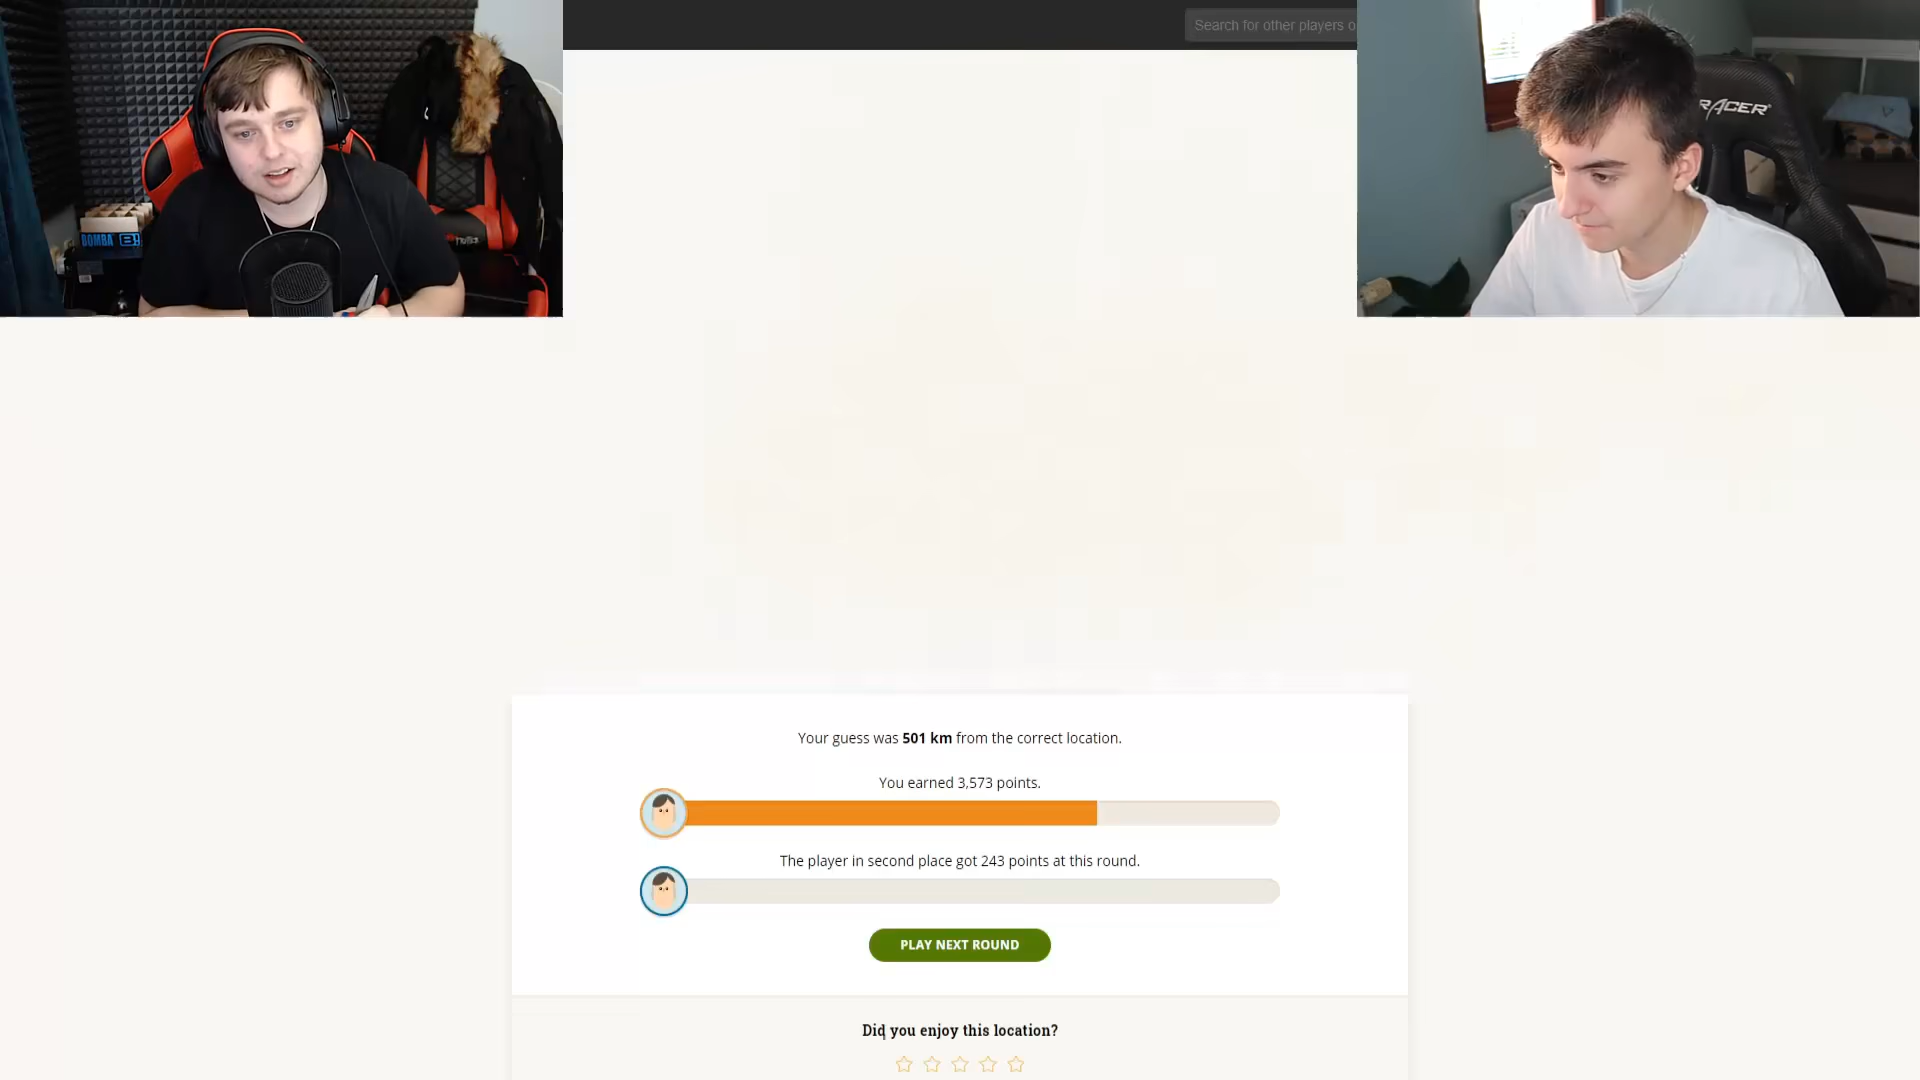 Search for other players o
RACER
BOMBA
Your guess was 501 km from the correct location.
You earned 3,573 points.
The player in second place got 243 points at this round.
PLAY NEXT ROUND
Did you enjoy this location?